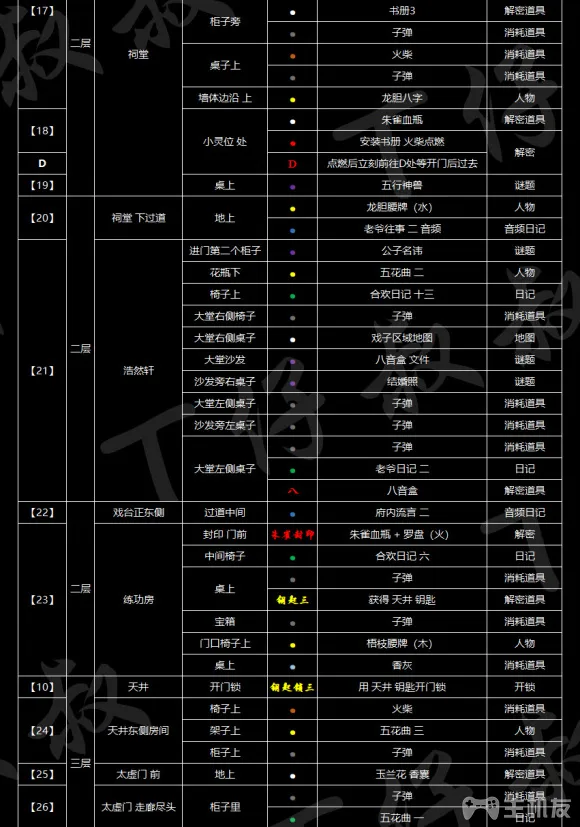 【17】 二层 祠堂 柜子旁 ● 书册3 解密道具
● 子弹 消耗道具
桌子上 ● 火柴 消耗道具
● 子弹 消耗道具
墙体边沿 上 ● 龙胆八字 人物
【18】 小灵位 处 ● 朱雀血瓶 解密道具
● 安装书册 火柴点燃 解密
D D 点燃后立刻前往D处等开门后过去
【19】 桌上 ● 五行神兽 谜题
【20】 二层 祠堂 下过道 地上 ● 龙胆腰牌（水） 人物
● 老爷往事 二 音频 音频日记
【21】 浩然轩 进门第二个柜子 ● 公子名讳 谜题
花瓶下 ● 五花曲 二 人物
椅子上 ● 合欢日记 十三 日记
大堂右侧椅子 ● 子弹 消耗道具
大堂右侧桌子 ● 戏子区域地图 地图
大堂沙发 ● 八音盒 文件 谜题
沙发旁右桌子 ● 结婚照 谜题
大堂左侧桌子 ● 子弹 消耗道具
沙发旁左桌子 ● 子弹 消耗道具
大堂左侧桌子 ● 子弹 消耗道具
● 老爷日记 二 日记
八 八音盒 解密道具
【22】 二层 戏台正东侧 过道中间 ● 府内流言 二 音频日记
【23】 练功房 封印 门前 朱雀封印 朱雀血瓶 + 罗盘（火） 解密
中间椅子 ● 合欢日记 六 日记
桌上 ● 子弹 消耗道具
钥匙三 获得 天井 钥匙 解密道具
宝箱 ● 子弹 消耗道具
门口椅子上 ● 梧枝腰牌（木） 人物
桌上 ● 香灰 消耗道具
【10】 天井 开门锁 钥匙锁三 用 天井 钥匙开门锁 开锁
【24】 三层 天井东侧房间 椅子上 ● 火柴 消耗道具
架子上 ● 五花曲 三 人物
柜子上 ● 子弹 消耗道具
【25】 太虚门 前 地上 ● 玉兰花 香囊 解密道具
【26】 太虚门 走廊尽头 柜子里 ● 子弹 消耗道具
● 五花曲 一 日记
T仔叔叔
主机友